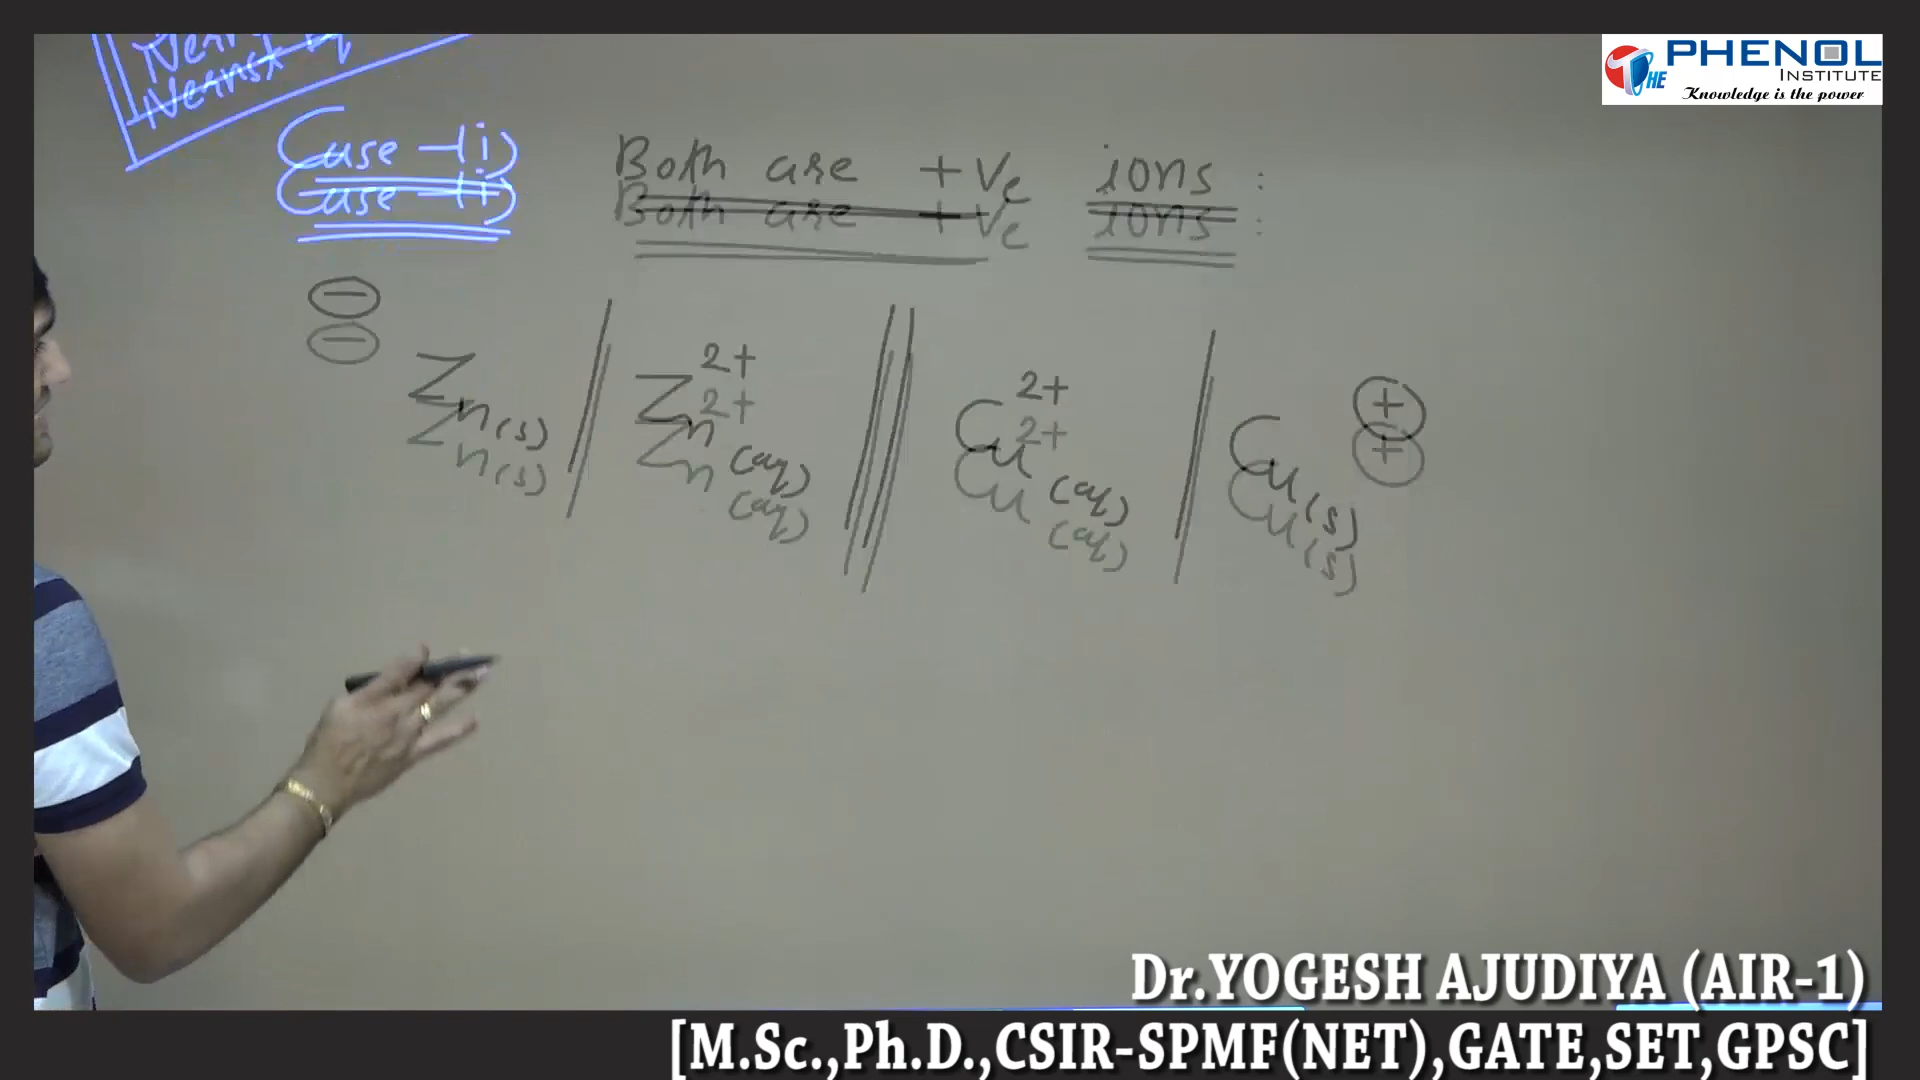 THE PHENOL
INSTITUTE
Knowledge is the power
Nernst
Case-(i) Both are +ve ions :
⊖ Zn(s) | Zn²⁺(aq) || Cu²⁺(aq) | Cu(s) ⊕
Dr.YOGESH AJUDIYA (AIR-1)
[M.Sc.,Ph.D.,CSIR-SPMF(NET),GATE,SET,GPSC]